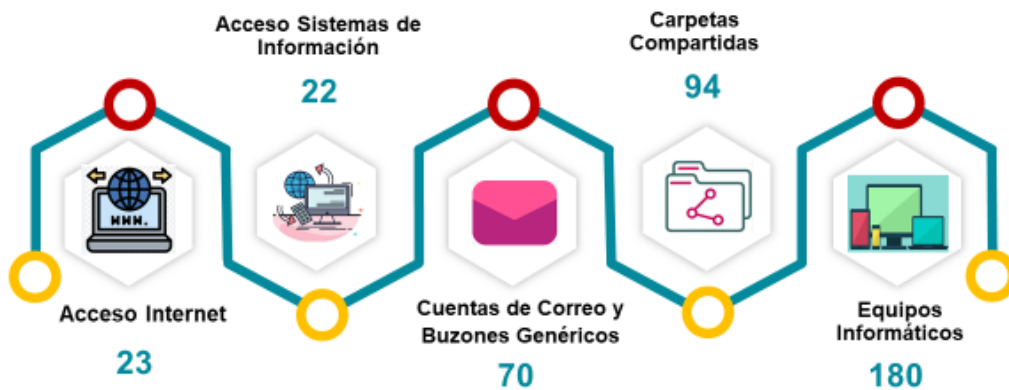 Acceso Sistemas de
Información
22
Carpetas
Compartidas
94
www.
Acceso Internet
23
Cuentas de Correo y
Buzones Genéricos
70
Equipos
Informáticos
180